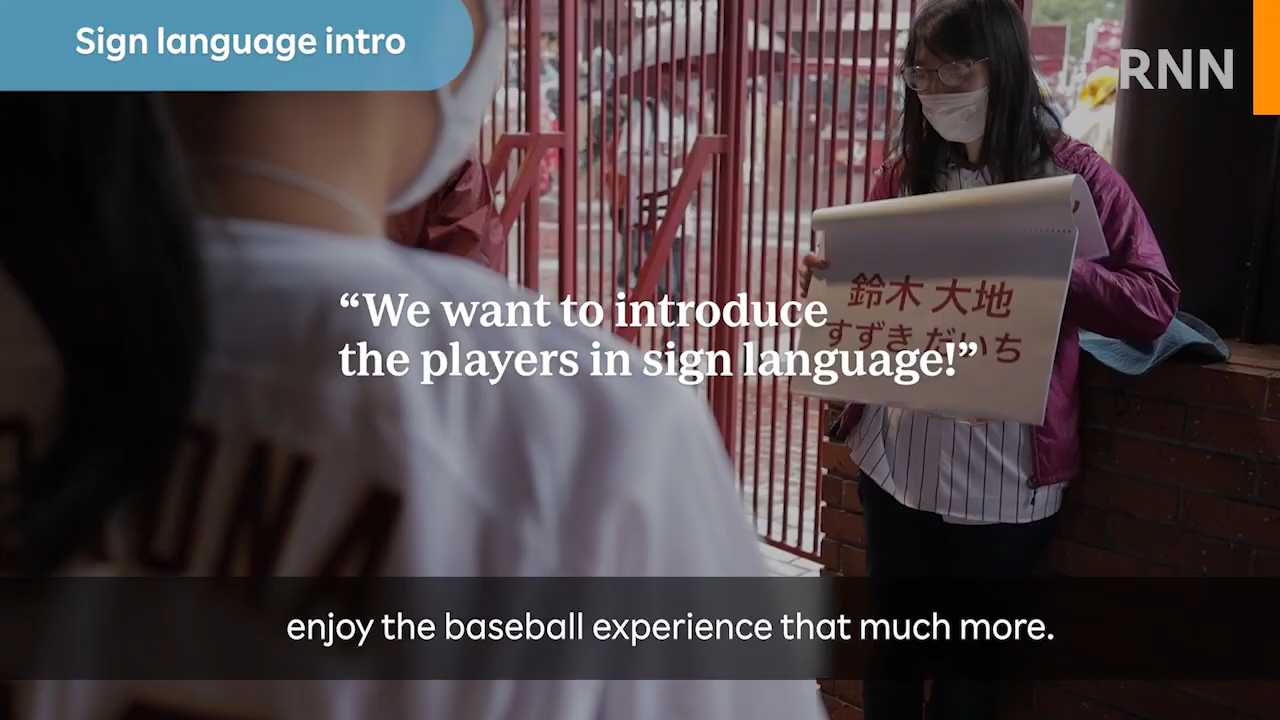 Sign language intro
RNN
鈴木 大地
すずき だいち
“We want to introduce
the players in sign language!”
enjoy the baseball experience that much more.